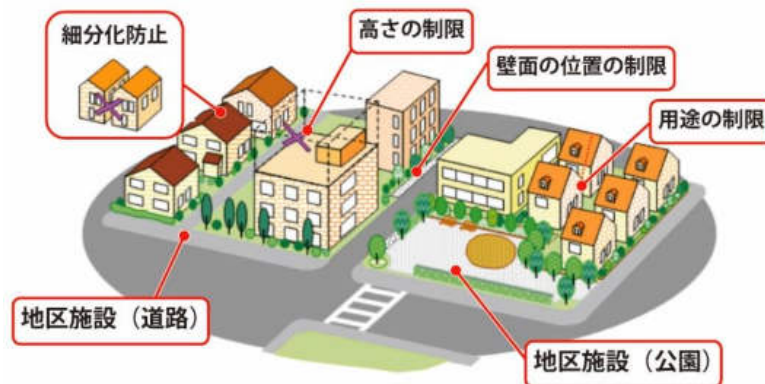 細分化防止
高さの制限
壁面の位置の制限
用途の制限
地区施設（道路）
地区施設（公園）